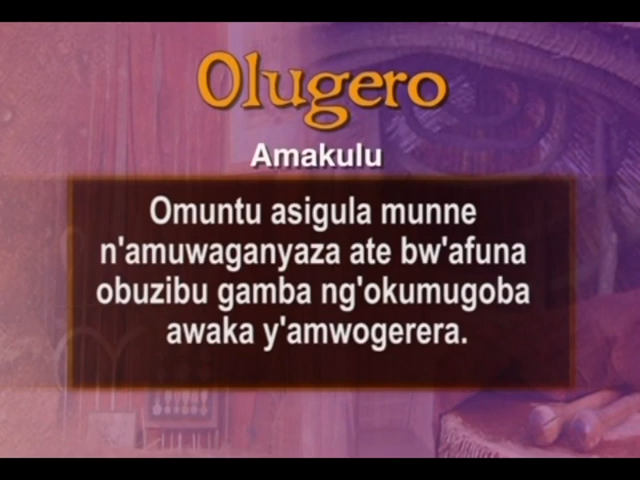 Olugero
Amakulu
Omuntu asigula munne
n'amuwaganyaza ate bw'afuna
obuzibu gamba ng'okumugoba
awaka y'amwogerera.